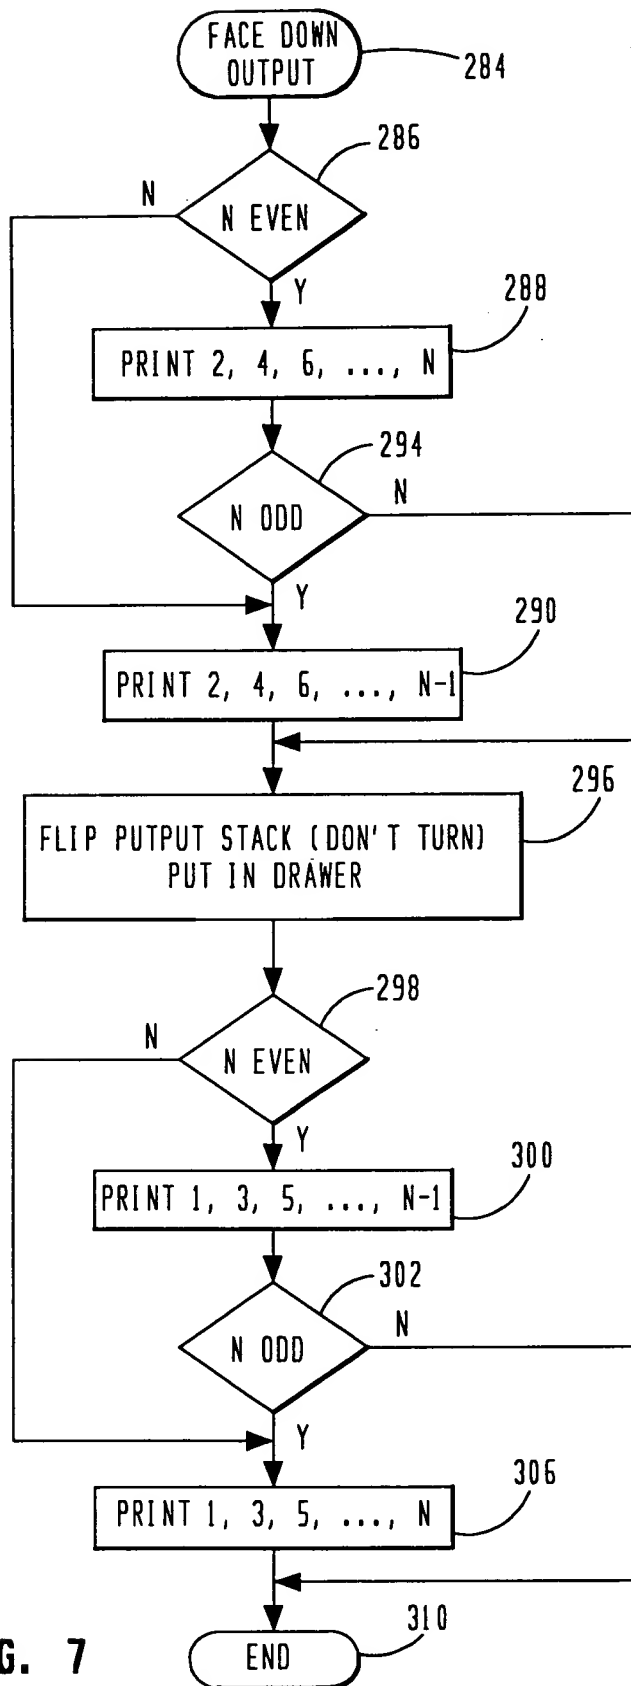 FACE DOWN
OUTPUT
284
286
N
N EVEN
Y
288
PRINT 2, 4, 6, ..., N
294
N ODD
N
Y
290
PRINT 2, 4, 6, ..., N-1
296
FLIP PUTPUT STACK (DON'T TURN)
PUT IN DRAWER
298
N
N EVEN
Y
300
PRINT 1, 3, 5, ..., N-1
302
N ODD
N
Y
306
PRINT 1, 3, 5, ..., N
310
END
G. 7